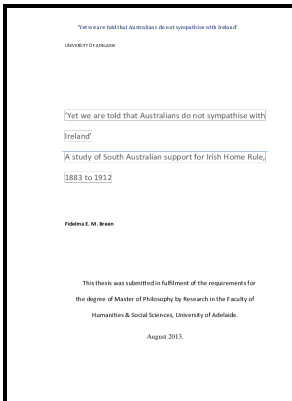 'Yet we are told that Australians do not sympathise with Ireland'
UNIVERSITY OF ADELAIDE
'Yet we are told that Australians do not sympathise with
Ireland'
A study of South Australian support for Irish Home Rule,
1883 to 1912
Fidelma E. M. Breen
This thesis was submitted in fulfilment of the requirements for
the degree of Master of Philosophy by Research in the Faculty of
Humanities & Social Sciences, University of Adelaide.
August 2013.